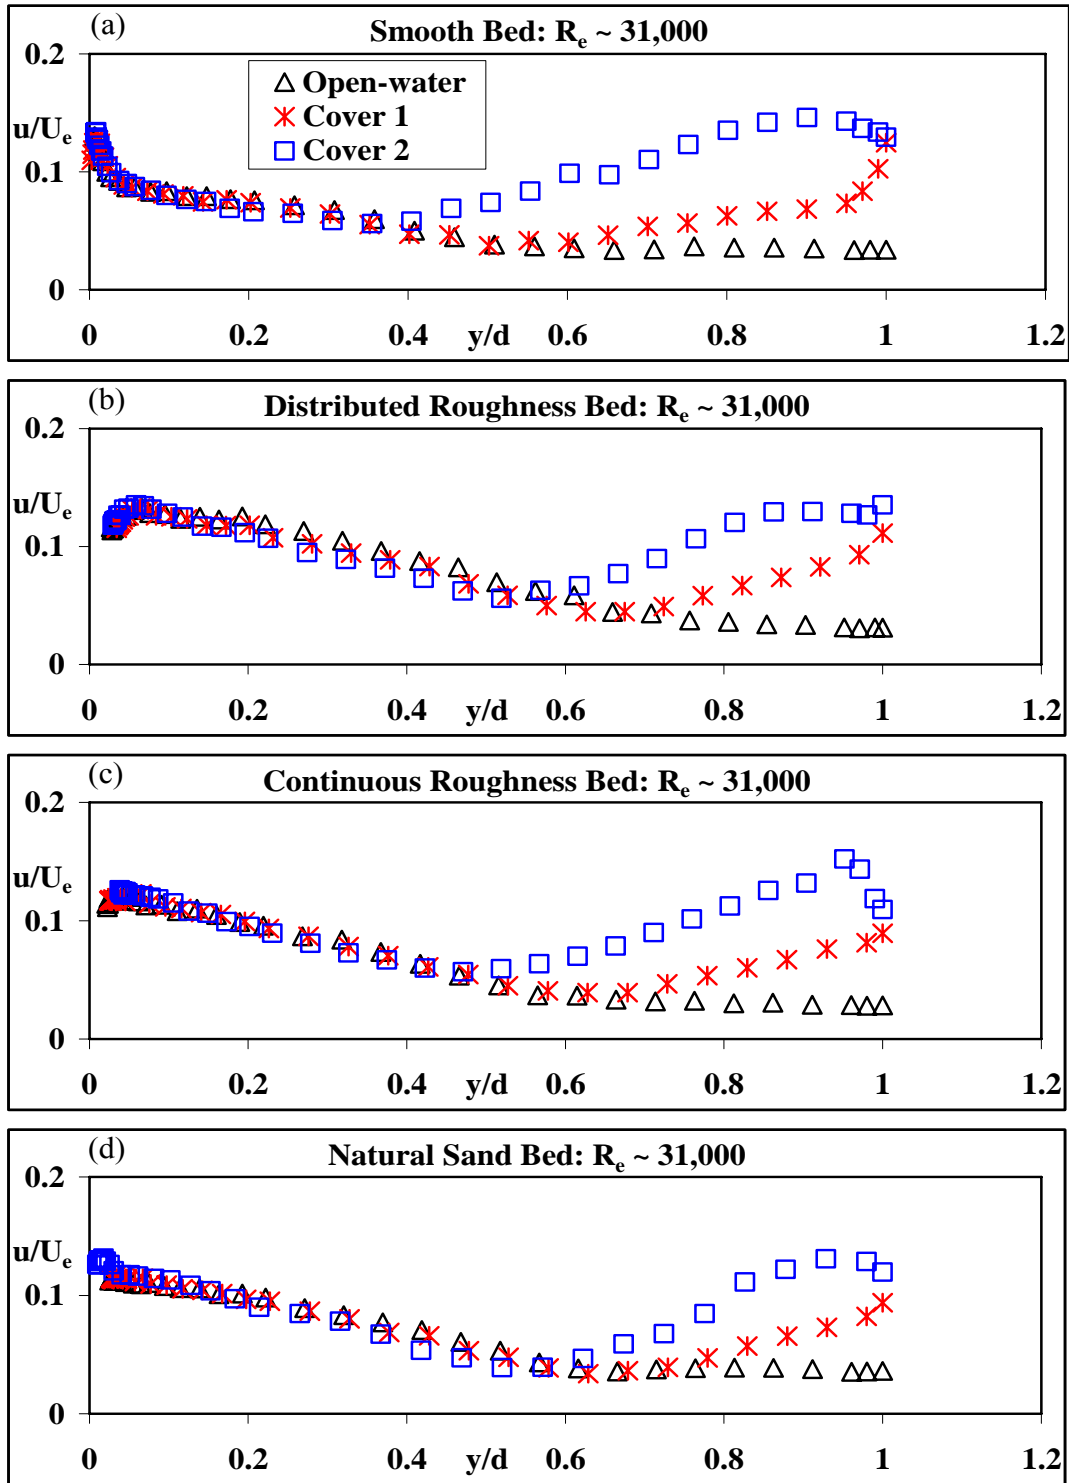 (a)
Smooth Bed: Re ~ 31,000
0.2
Open-water
Cover 1
Cover 2
u/Ue
0.1
0
0 0.2 0.4 y/d 0.6 0.8 1 1.2
(b)
Distributed Roughness Bed: Re ~ 31,000
0.2
u/Ue
0.1
0
0 0.2 0.4 y/d 0.6 0.8 1 1.2
(c)
Continuous Roughness Bed: Re ~ 31,000
0.2
u/Ue
0.1
0
0 0.2 0.4 y/d 0.6 0.8 1 1.2
(d)
Natural Sand Bed: Re ~ 31,000
0.2
u/Ue
0.1
0
0 0.2 0.4 y/d 0.6 0.8 1 1.2